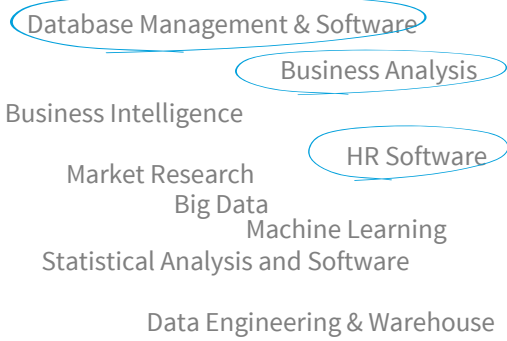 Database Management & Software
Business Analysis
Business Intelligence
HR Software
Market Research
Big Data
Machine Learning
Statistical Analysis and Software
Data Engineering & Warehouse